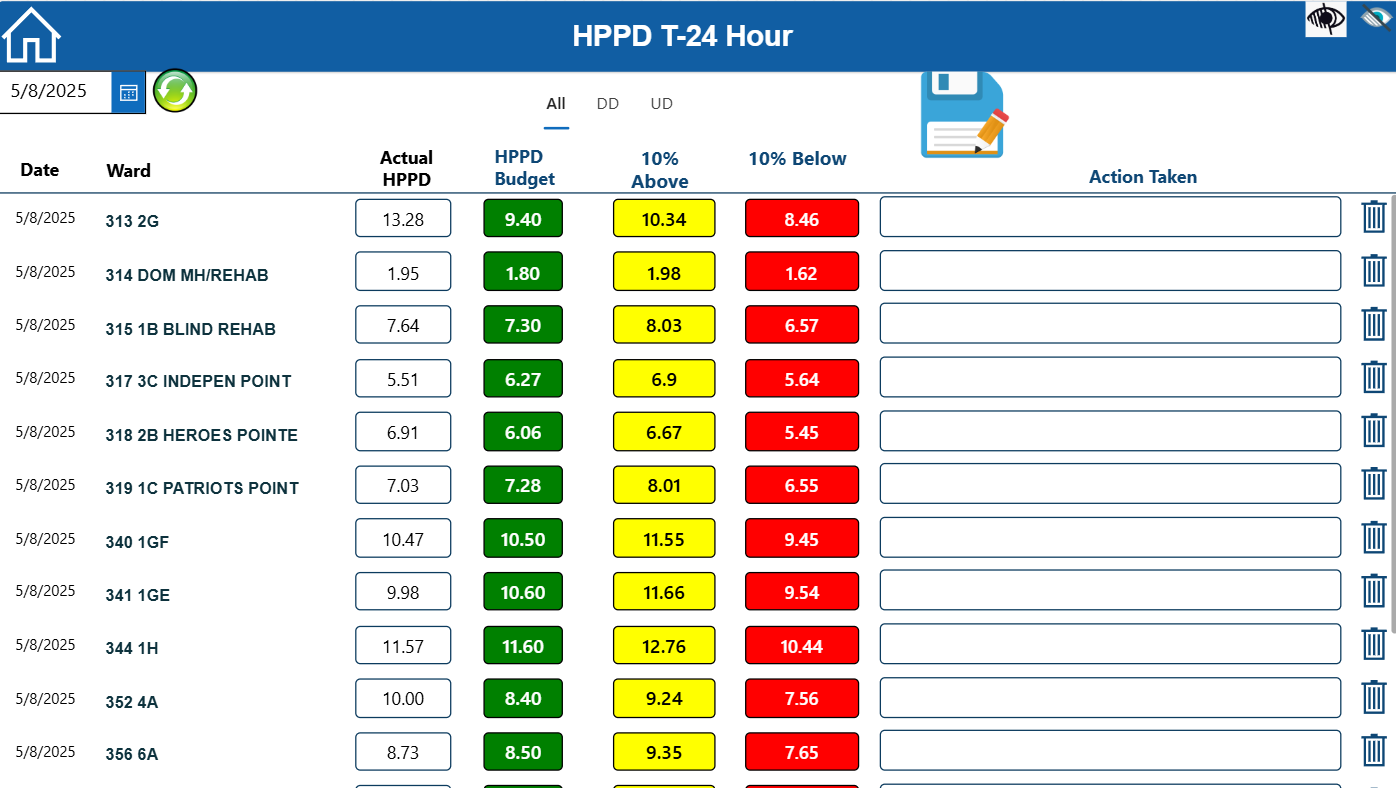 HPPD T-24 Hour
5/8/2025
All DD UD
Date Ward Actual HPPD HPPD Budget 10% Above 10% Below Action Taken
5/8/2025 313 2G 13.28 9.40 10.34 8.46
5/8/2025 314 DOM MH/REHAB 1.95 1.80 1.98 1.62
5/8/2025 315 1B BLIND REHAB 7.64 7.30 8.03 6.57
5/8/2025 317 3C INDEPEN POINT 5.51 6.27 6.9 5.64
5/8/2025 318 2B HEROES POINTE 6.91 6.06 6.67 5.45
5/8/2025 319 1C PATRIOTS POINT 7.03 7.28 8.01 6.55
5/8/2025 340 1GF 10.47 10.50 11.55 9.45
5/8/2025 341 1GE 9.98 10.60 11.66 9.54
5/8/2025 344 1H 11.57 11.60 12.76 10.44
5/8/2025 352 4A 10.00 8.40 9.24 7.56
5/8/2025 356 6A 8.73 8.50 9.35 7.65